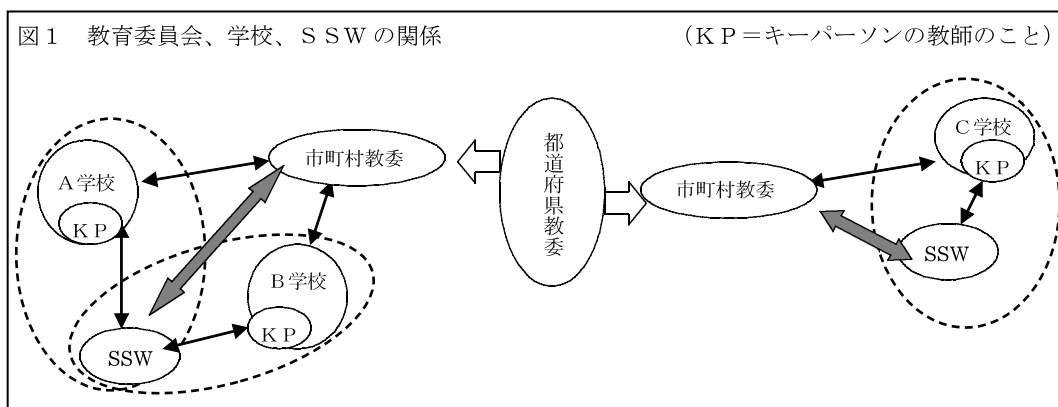 図1　教育委員会、学校、SSWの関係
（KP＝キーパーソンの教師のこと）
A学校
KP
市町村教委
SSW
B学校
KP
都道府県教委
市町村教委
C学校
KP
SSW